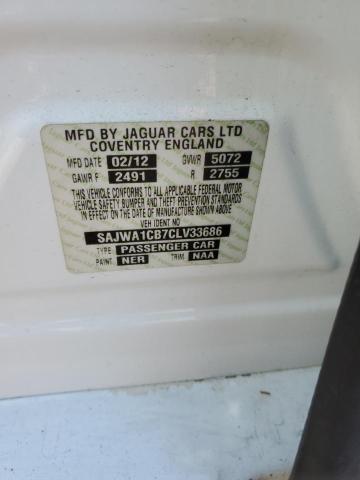 MFD BY JAGUAR CARS LTD
COVENTRY ENGLAND
MFD DATE 02/12 GVWR 5072
GAWR F 2491 R 2755
THIS VEHICLE CONFORMS TO ALL APPLICABLE FEDERAL MOTOR
VEHICLE SAFETY BUMPER AND THEFT PREVENTION STANDARDS
IN EFFECT ON THE DATE OF MANUFACTURE SHOWN ABOVE
VEH IDENT NO
SAJWA1CB7CLV33686
TYPE PASSENGER CAR
PAINT NER TRIM NAA